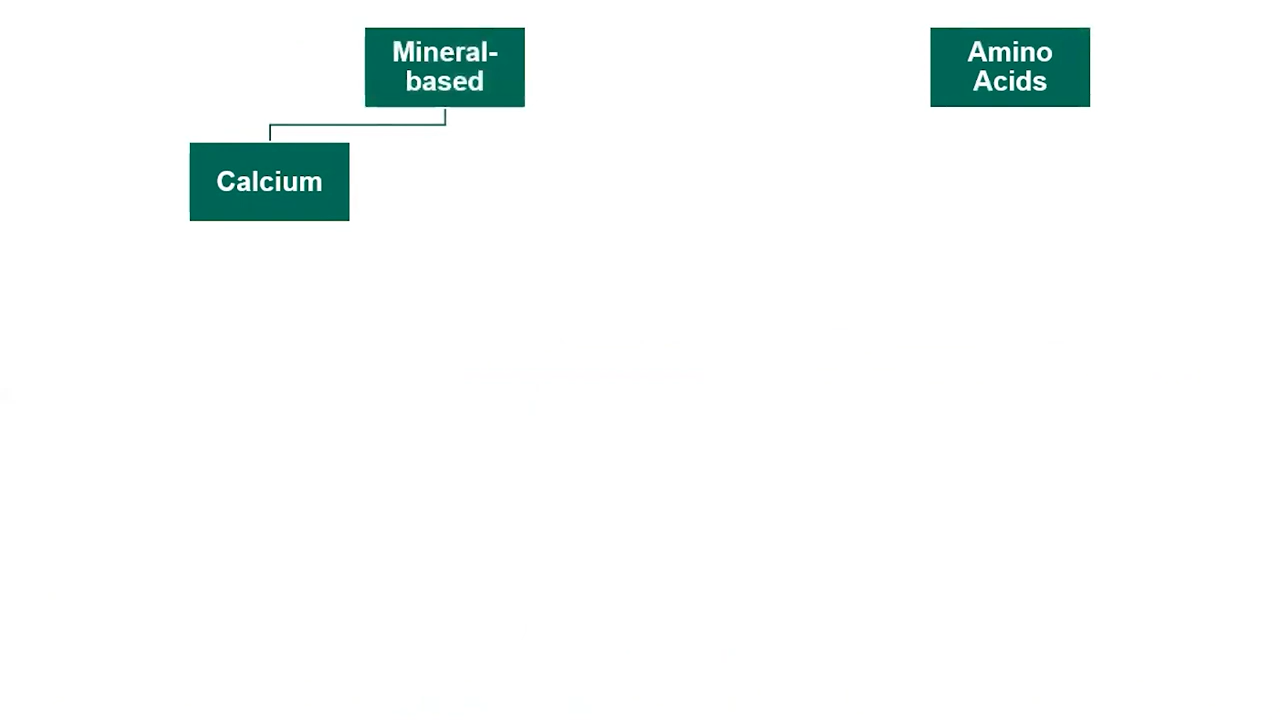 Mineral-
based
Amino
Acids
Calcium